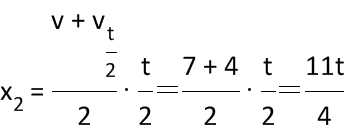 x₂ = (v + v_(t/2))/2 · t/2 = (7 + 4)/2 · t/2 = 11t/4